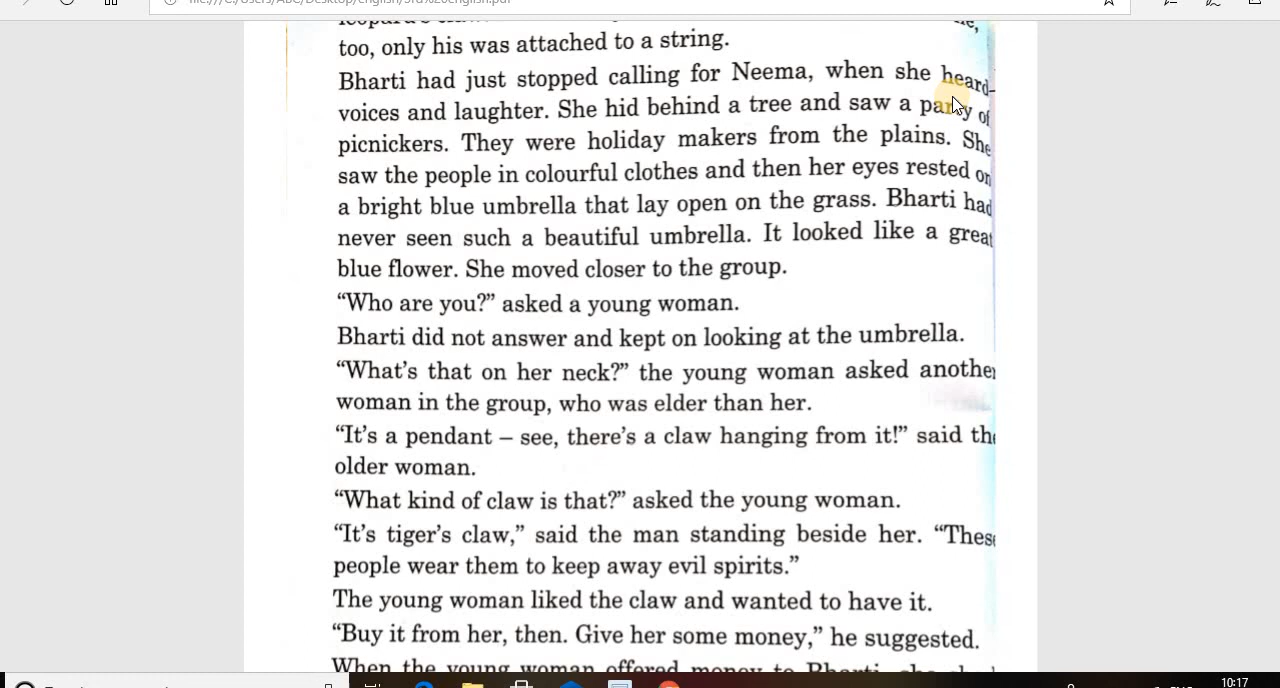 too, only his was attached to a string.
Bharti had just stopped calling for Neema, when she heard
voices and laughter. She hid behind a tree and saw a party of
picnickers. They were holiday makers from the plains. She
saw the people in colourful clothes and then her eyes rested on
a bright blue umbrella that lay open on the grass. Bharti had
never seen such a beautiful umbrella. It looked like a great
blue flower. She moved closer to the group.
“Who are you?” asked a young woman.
Bharti did not answer and kept on looking at the umbrella.
“What’s that on her neck?” the young woman asked another
woman in the group, who was elder than her.
“It’s a pendant – see, there’s a claw hanging from it!” said the
older woman.
“What kind of claw is that?” asked the young woman.
“It’s tiger’s claw,” said the man standing beside her. “These
people wear them to keep away evil spirits.”
The young woman liked the claw and wanted to have it.
“Buy it from her, then. Give her some money,” he suggested.
When the young woman offered money to Bharti, she
10:17